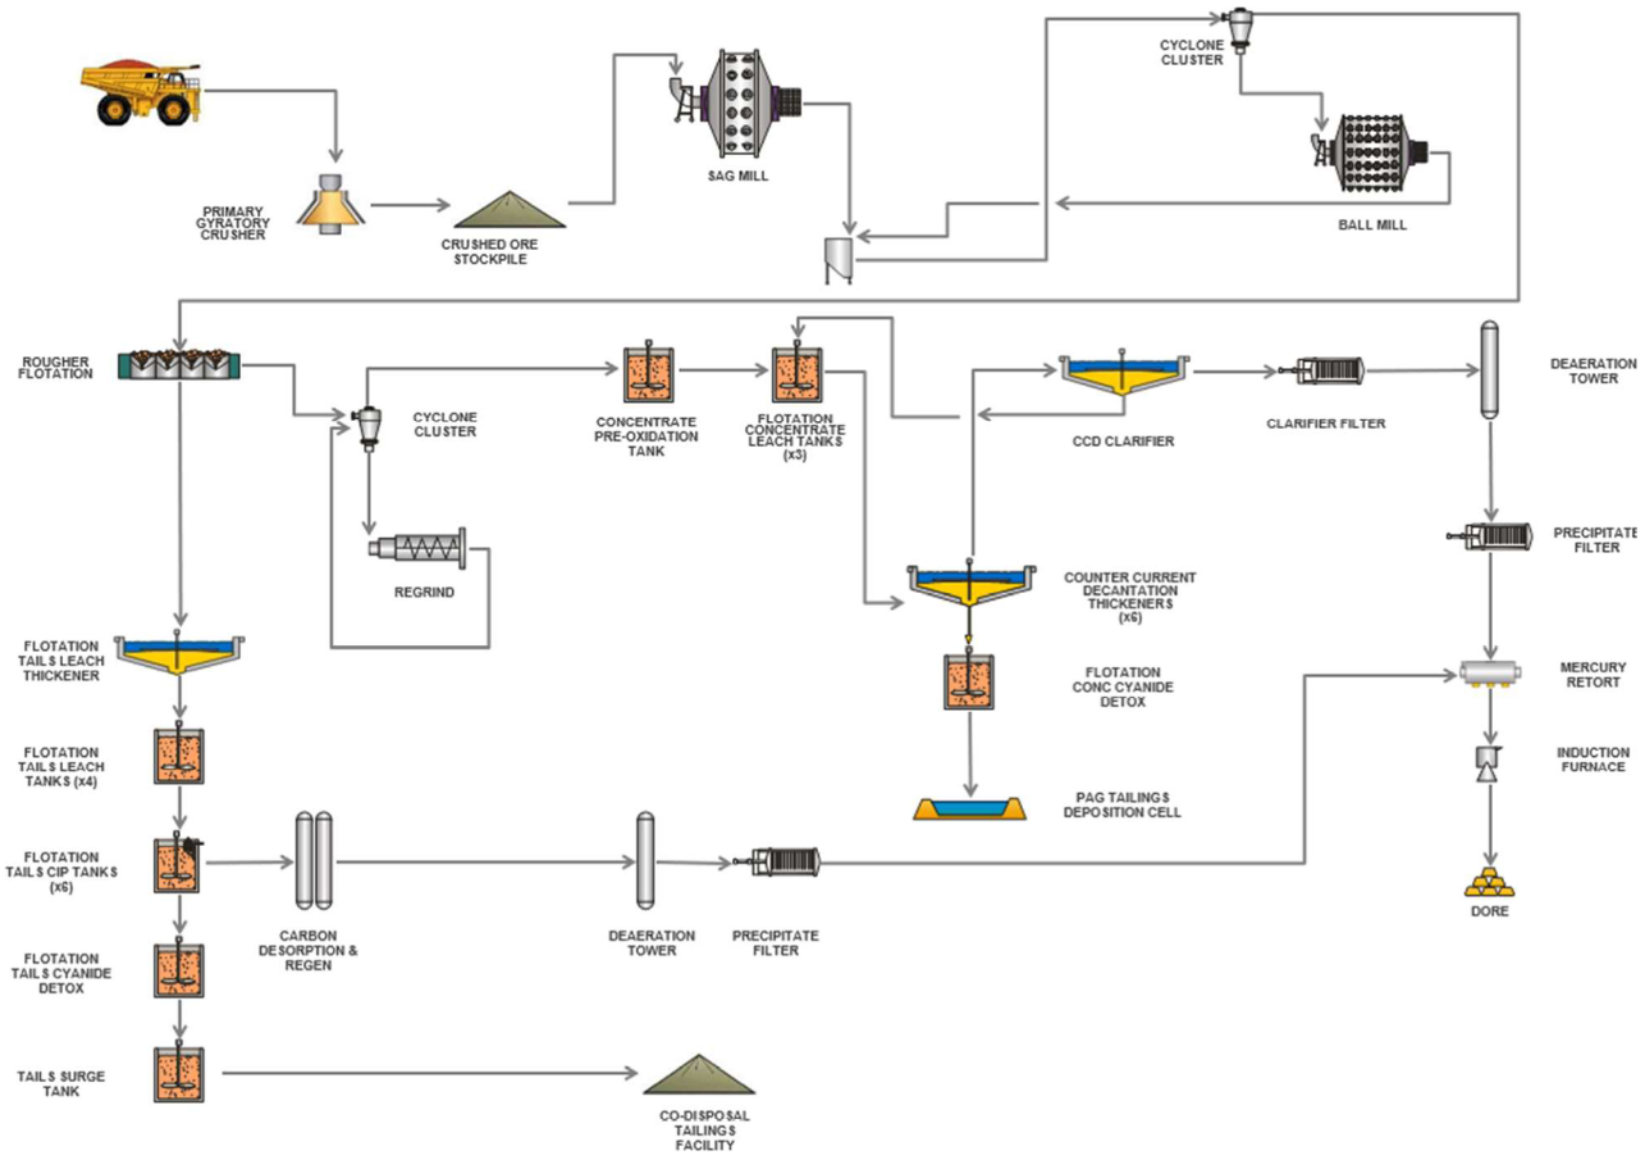 CYCLONE
CLUSTER
SAG MILL
PRIMARY
GYRATORY
CRUSHER
CRUSHED ORE
STOCKPILE
BALL MILL
ROUGHER
FLOTATION
CYCLONE
CLUSTER
CONCENTRATE
PRE-OXIDATION
TANK
FLOTATION
CONCENTRATE
LEACH TANKS
(x3)
CCD CLARIFIER
CLARIFIER FILTER
DEAERATION
TOWER
REGRIND
COUNTER CURRENT
DECANTATION
THICKENERS
(x6)
PRECIPITATE
FILTER
FLOTATION
TAILS LEACH
THICKENER
FLOTATION
CONC CYANIDE
DETOX
MERCURY
RETORT
FLOTATION
TAILS LEACH
TANKS (x4)
PAG TAILINGS
DEPOSITION CELL
INDUCTION
FURNACE
FLOTATION
TAILS CIP TANKS
(x6)
CARBON
DESORPTION &
REGEN
DEAERATION
TOWER
PRECIPITATE
FILTER
DORE
FLOTATION
TAILS CYANIDE
DETOX
TAILS SURGE
TANK
CO-DISPOSAL
TAILINGS
FACILITY